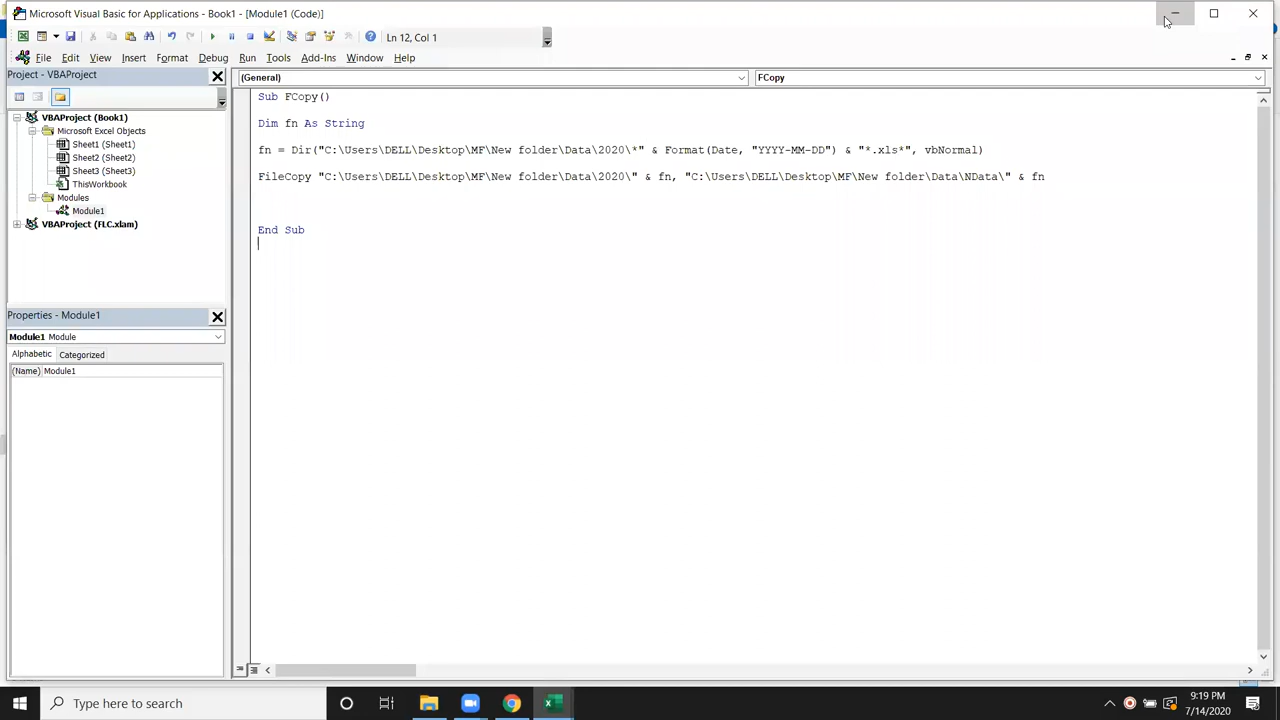 Microsoft Visual Basic for Applications - Book1 - [Module1 (Code)]
Ln 12, Col 1
File Edit View Insert Format Debug Run Tools Add-Ins Window Help
Project - VBAProject
(General)
FCopy
VBAProject (Book1)
Microsoft Excel Objects
Sheet1 (Sheet1)
Sheet2 (Sheet2)
Sheet3 (Sheet3)
ThisWorkbook
Modules
Module1
VBAProject (FLC.xlam)
Sub FCopy()
Dim fn As String
fn = Dir("C:\Users\DELL\Desktop\MF\New folder\Data\2020\*" & Format(Date, "YYYY-MM-DD") & "*.xls*", vbNormal)
FileCopy "C:\Users\DELL\Desktop\MF\New folder\Data\2020\" & fn, "C:\Users\DELL\Desktop\MF\New folder\Data\NData\" & fn
End Sub
Properties - Module1
Module1 Module
Alphabetic Categorized
(Name) Module1
Type here to search
9:19 PM
7/14/2020